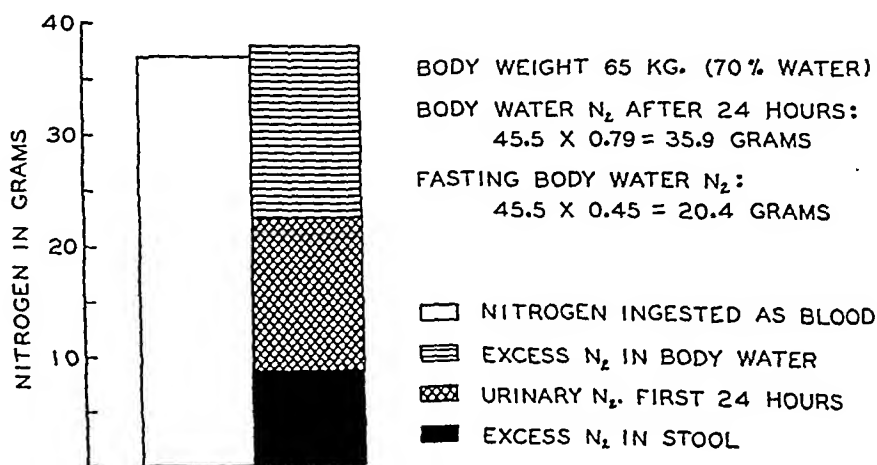 40
30
20
10
NITROGEN IN GRAMS
BODY WEIGHT 65 KG. (70% WATER)
BODY WATER N₂ AFTER 24 HOURS:
45.5 X 0.79 = 35.9 GRAMS
FASTING BODY WATER N₂:
45.5 X 0.45 = 20.4 GRAMS
NITROGEN INGESTED AS BLOOD
EXCESS N₂ IN BODY WATER
URINARY N₂. FIRST 24 HOURS
EXCESS N₂ IN STOOL